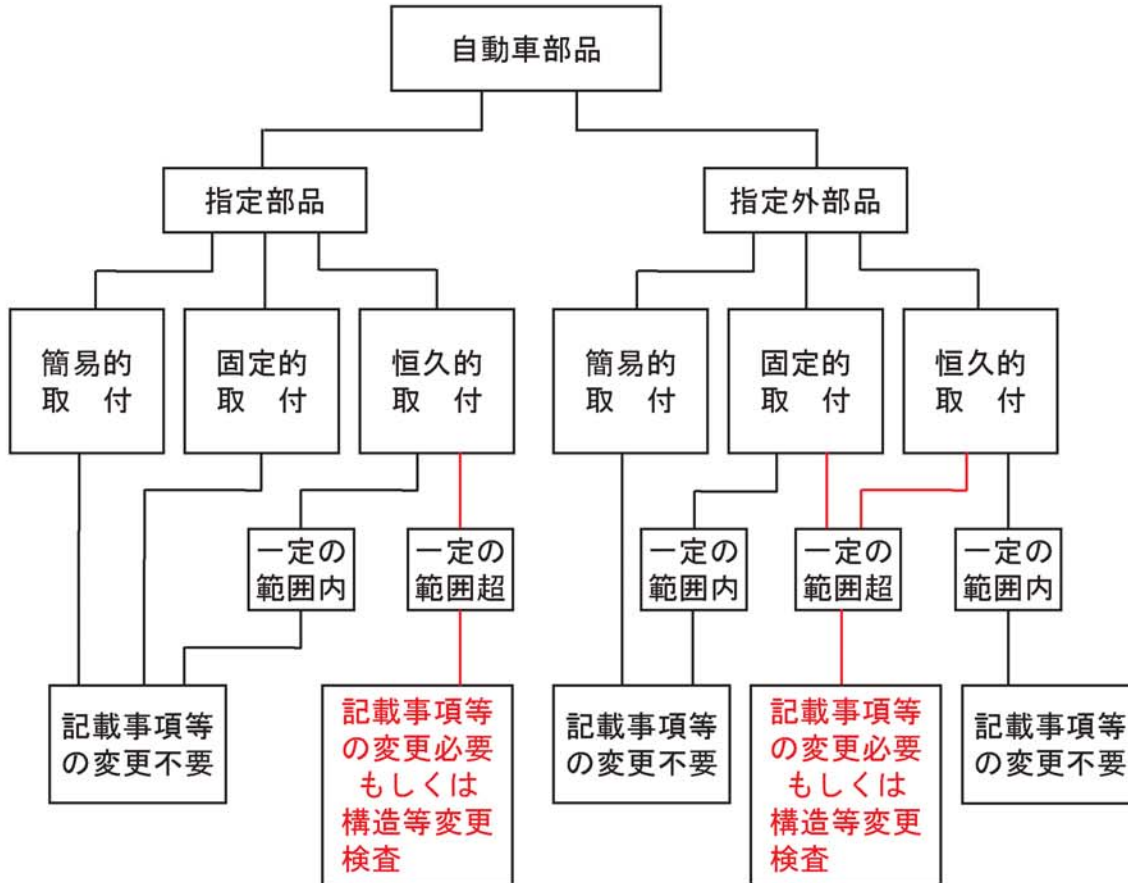 自動車部品
指定部品
指定外部品
簡易的
取　付
固定的
取　付
恒久的
取　付
簡易的
取　付
固定的
取　付
恒久的
取　付
一定の
範囲内
一定の
範囲超
一定の
範囲内
一定の
範囲超
一定の
範囲内
記載事項等
の変更不要
記載事項等
の変更必要
もしくは
構造等変更
検査
記載事項等
の変更不要
記載事項等
の変更必要
もしくは
構造等変更
検査
記載事項等
の変更不要